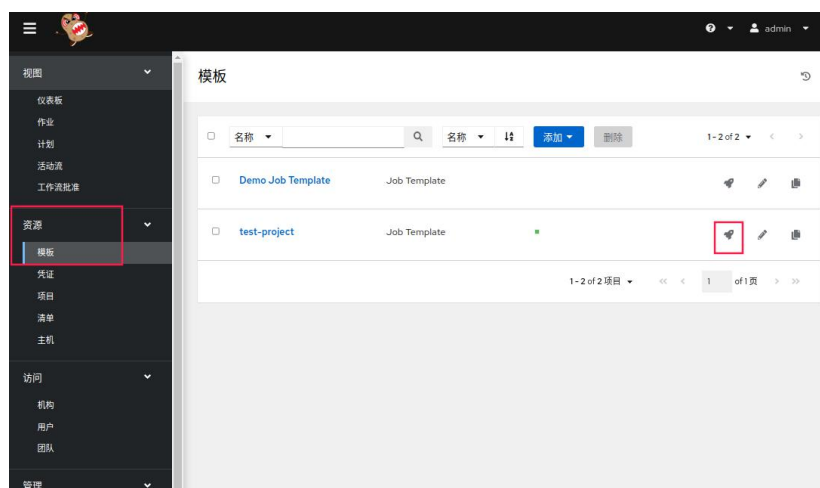 admin
视图
仪表板
作业
计划
活动流
工作流批准
资源
模板
凭证
项目
清单
主机
访问
机构
用户
团队
管理
模板
名称 名称 添加 删除 1-2 of 2
Demo Job Template Job Template
test-project Job Template
1-2 of 2 项目 1 of 1 页